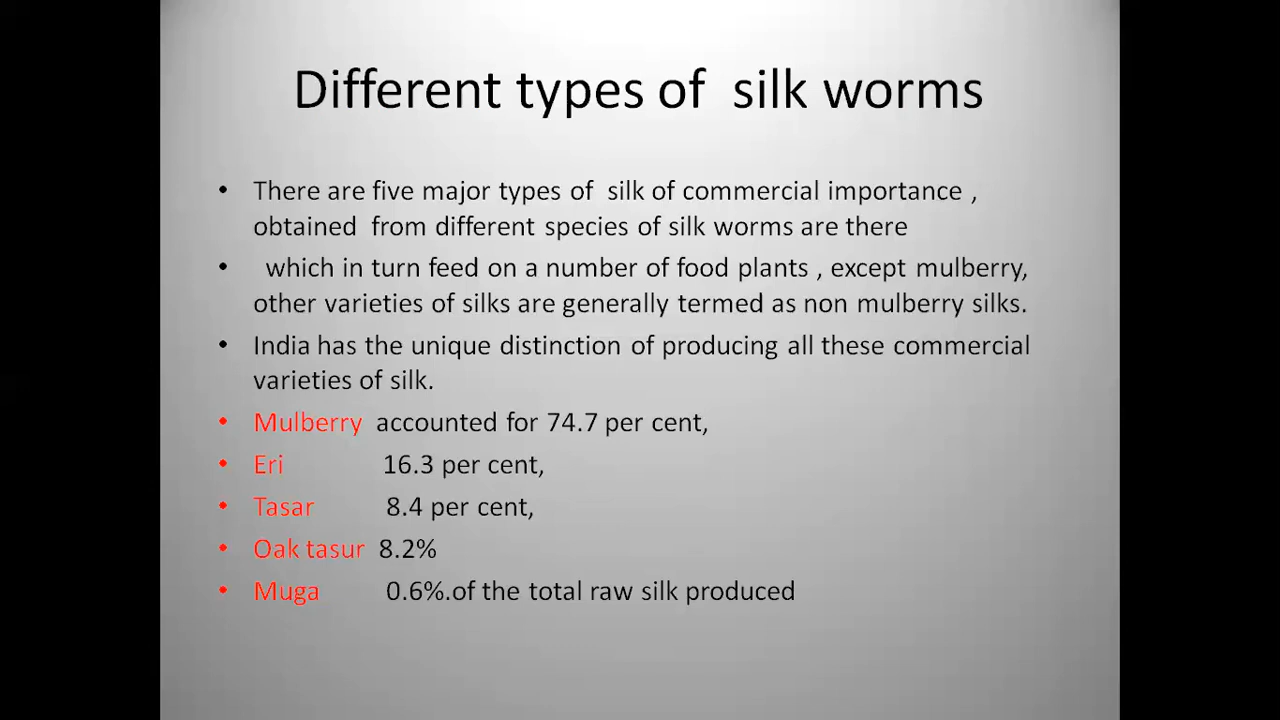 Different types of silk worms
• There are five major types of silk of commercial importance ,
obtained from different species of silk worms are there
• which in turn feed on a number of food plants , except mulberry,
other varieties of silks are generally termed as non mulberry silks.
• India has the unique distinction of producing all these commercial
varieties of silk.
• Mulberry accounted for 74.7 per cent,
• Eri 16.3 per cent,
• Tasar 8.4 per cent,
• Oak tasur 8.2%
• Muga 0.6%.of the total raw silk produced